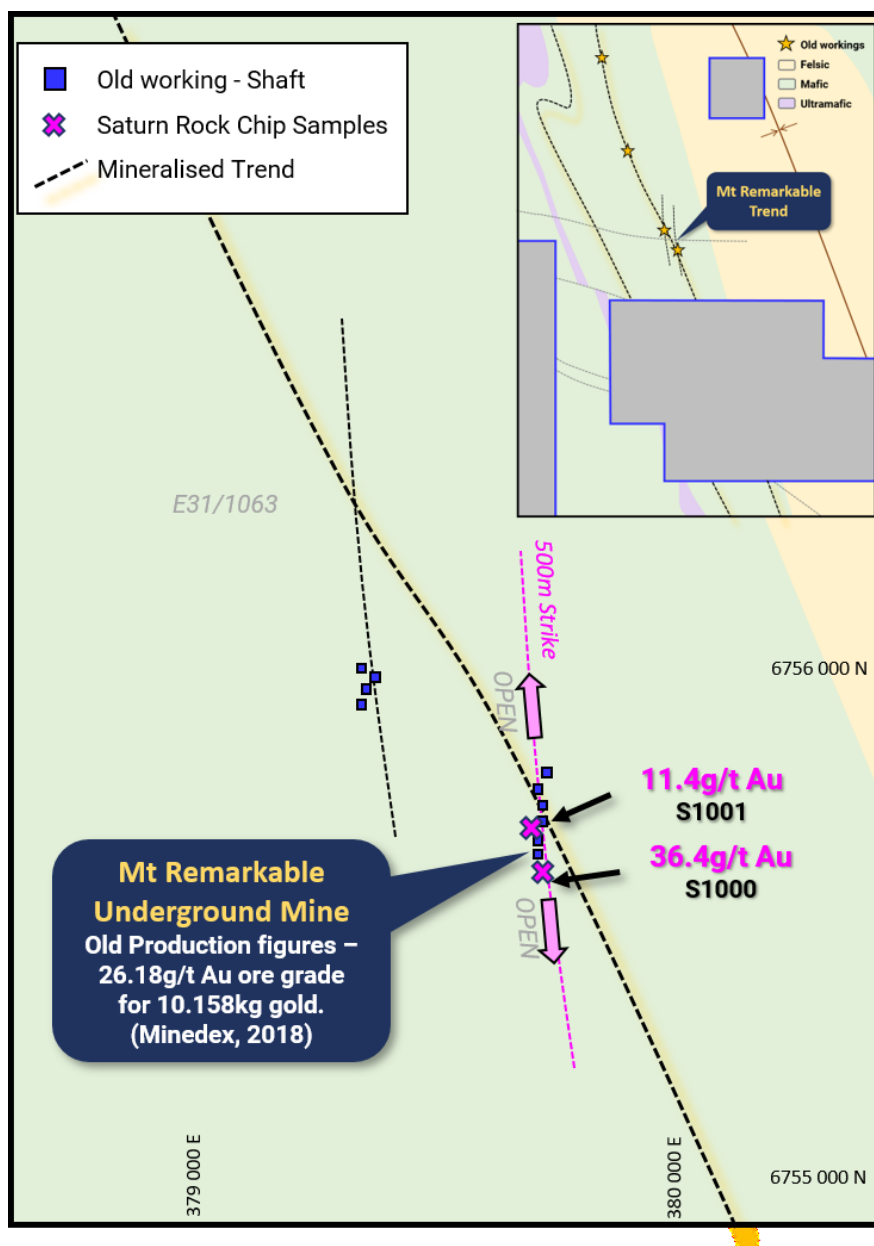 Old working - Shaft
Saturn Rock Chip Samples
Mineralised Trend
Old workings
Felsic
Mafic
Ultramafic
Mt Remarkable
Trend
E31/1063
500m Strike
6756 000 N
OPEN
11.4g/t Au
S1001
36.4g/t Au
S1000
Mt Remarkable
Underground Mine
Old Production figures –
26.18g/t Au ore grade
for 10.158kg gold.
(Minedex, 2018)
OPEN
379 000 E
380 000 E
6755 000 N